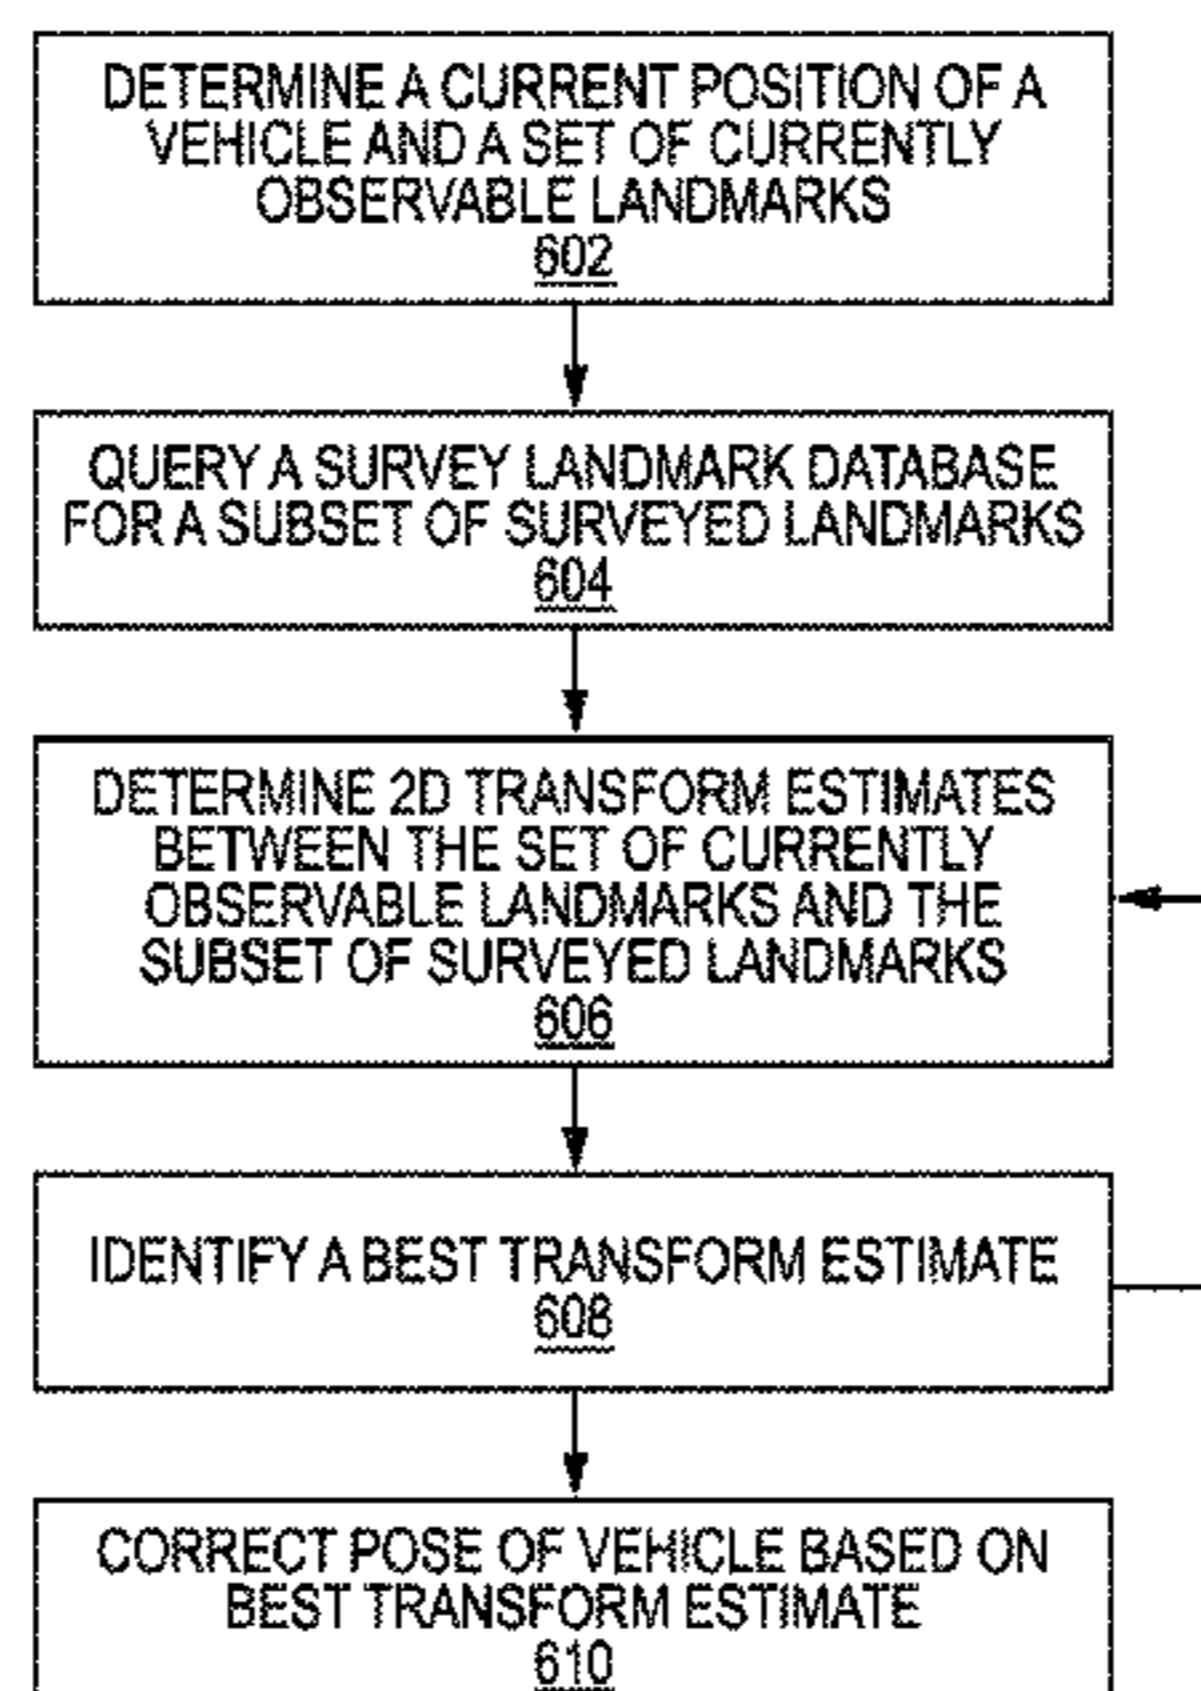 DETERMINE A CURRENT POSITION OF A
VEHICLE AND A SET OF CURRENTLY
OBSERVABLE LANDMARKS
602
QUERY A SURVEY LANDMARK DATABASE
FOR A SUBSET OF SURVEYED LANDMARKS
604
DETERMINE 2D TRANSFORM ESTIMATES
BETWEEN THE SET OF CURRENTLY
OBSERVABLE LANDMARKS AND THE
SUBSET OF SURVEYED LANDMARKS
606
IDENTIFY A BEST TRANSFORM ESTIMATE
608
CORRECT POSE OF VEHICLE BASED ON
BEST TRANSFORM ESTIMATE
610